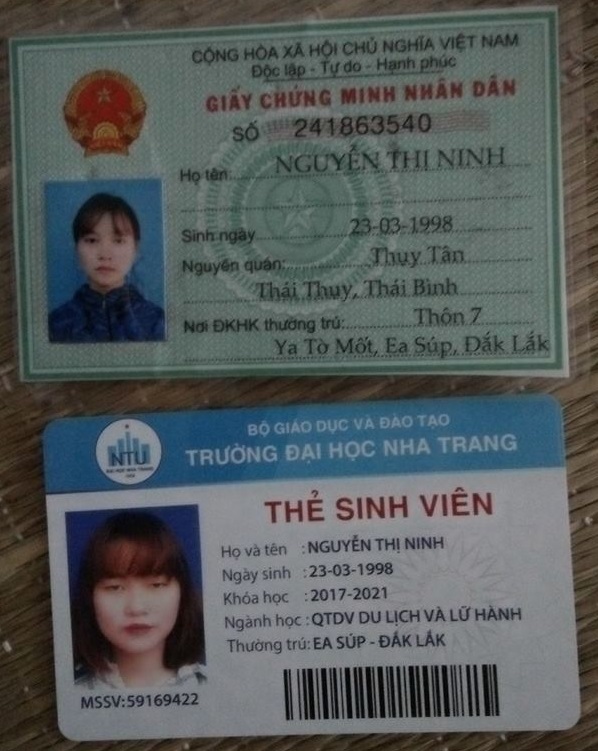 CỘNG HÒA XÃ HỘI CHỦ NGHĨA VIỆT NAM
Độc lập - Tự do - Hạnh phúc
GIẤY CHỨNG MINH NHÂN DÂN
SỐ 241863540
Họ tên: NGUYỄN THỊ NINH
Sinh ngày 23-03-1998
Nguyên quán: Thụy Tân
Thái Thụy, Thái Bình
Nơi ĐKHK thường trú: Thôn 7
Ya Tờ Mốt, Ea Súp, Đắk Lắk
BỘ GIÁO DỤC VÀ ĐÀO TẠO
TRƯỜNG ĐẠI HỌC NHA TRANG
NTU
THẺ SINH VIÊN
Họ và tên : NGUYỄN THỊ NINH
Ngày sinh : 23-03-1998
Khóa học : 2017-2021
Ngành học : QTDV DU LỊCH VÀ LỮ HÀNH
Thường trú: EA SÚP - ĐẮK LẮK
MSSV:59169422